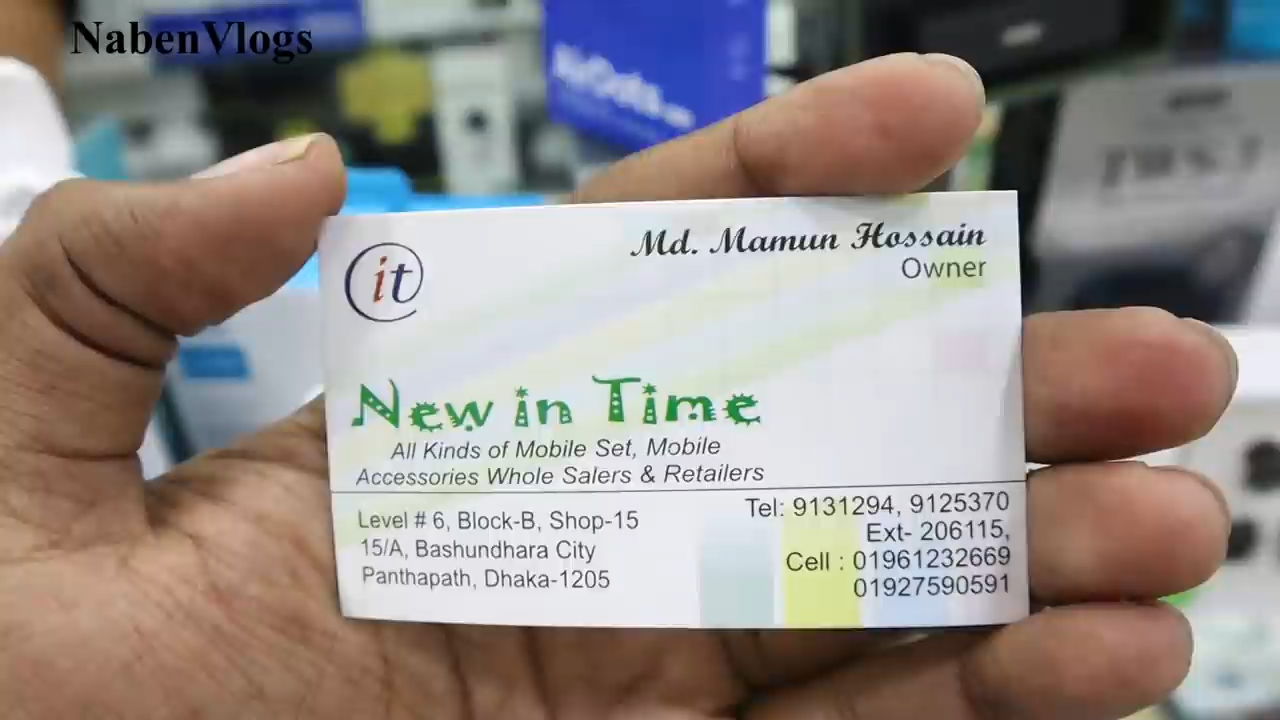 NabenVlogs
Md. Mamun Hossain
Owner
it
New in Time
All Kinds of Mobile Set, Mobile
Accessories Whole Salers & Retailers
Level # 6, Block-B, Shop-15
15/A, Bashundhara City
Panthapath, Dhaka-1205
Tel: 9131294, 9125370
Ext- 206115,
Cell : 01961232669
01927590591